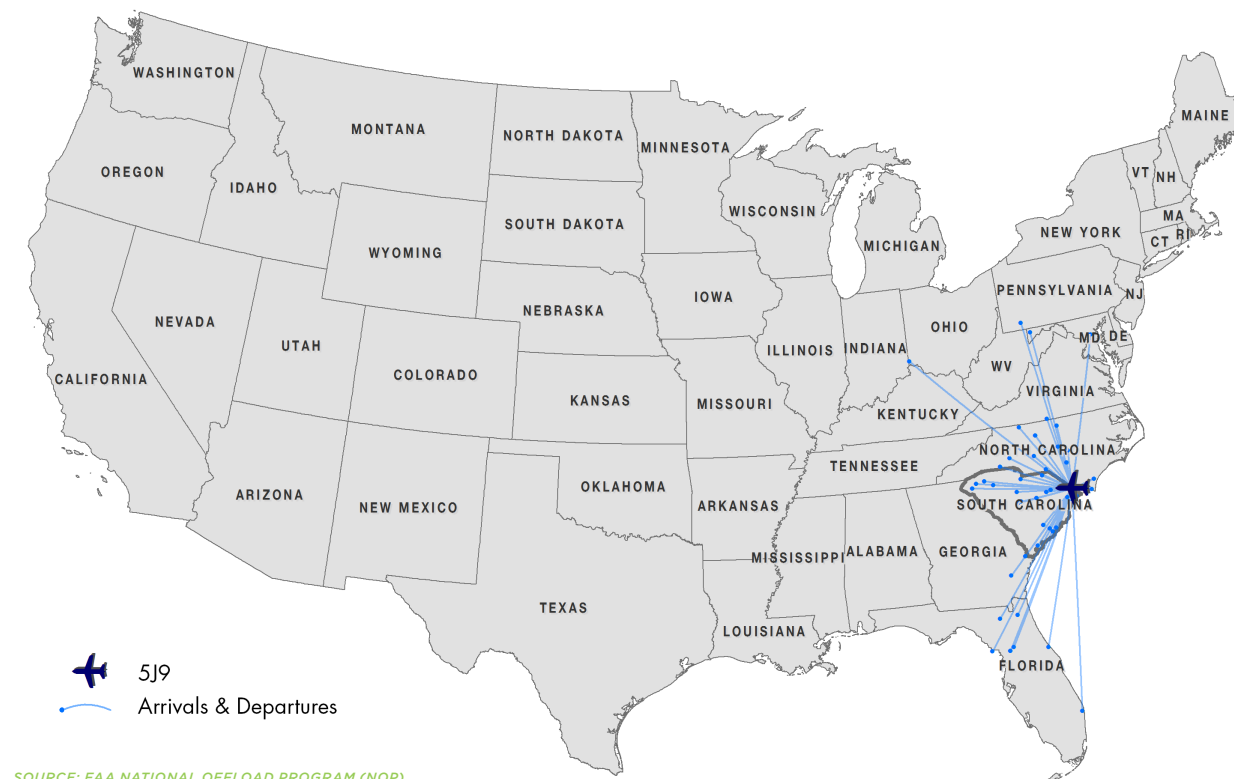 WASHINGTON
MAINE
MONTANA
NORTH DAKOTA
MINNESOTA
OREGON
VT
NH
IDAHO
WISCONSIN
SOUTH DAKOTA
MA
NEW YORK
RI
CT
MICHIGAN
WYOMING
PENNSYLVANIA
NJ
IOWA
NEBRASKA
NEVADA
OHIO
MD
DE
UTAH
ILLINOIS
INDIANA
WV
COLORADO
CALIFORNIA
VIRGINIA
KANSAS
MISSOURI
KENTUCKY
NORTH CAROLINA
TENNESSEE
OKLAHOMA
ARIZONA
NEW MEXICO
ARKANSAS
SOUTH CAROLINA
MISSISSIPPI
ALABAMA
GEORGIA
TEXAS
LOUISIANA
FLORIDA
5J9
Arrivals & Departures
SOURCE: FAA NATIONAL OFFLOAD PROGRAM (NOP)